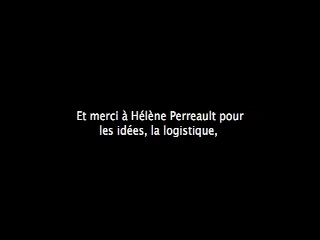 Et merci à Hélène Perreault pour
les idées, la logistique,